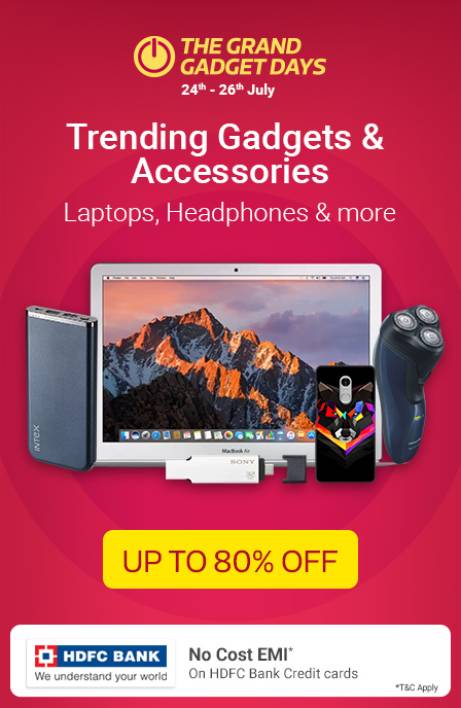 THE GRAND
GADGET DAYS
24th - 26th July
Trending Gadgets &
Accessories
Laptops, Headphones & more
INTEX
MacBook Air
SONY
UP TO 80% OFF
HDFC BANK
We understand your world
No Cost EMI*
On HDFC Bank Credit cards
*T&C Apply